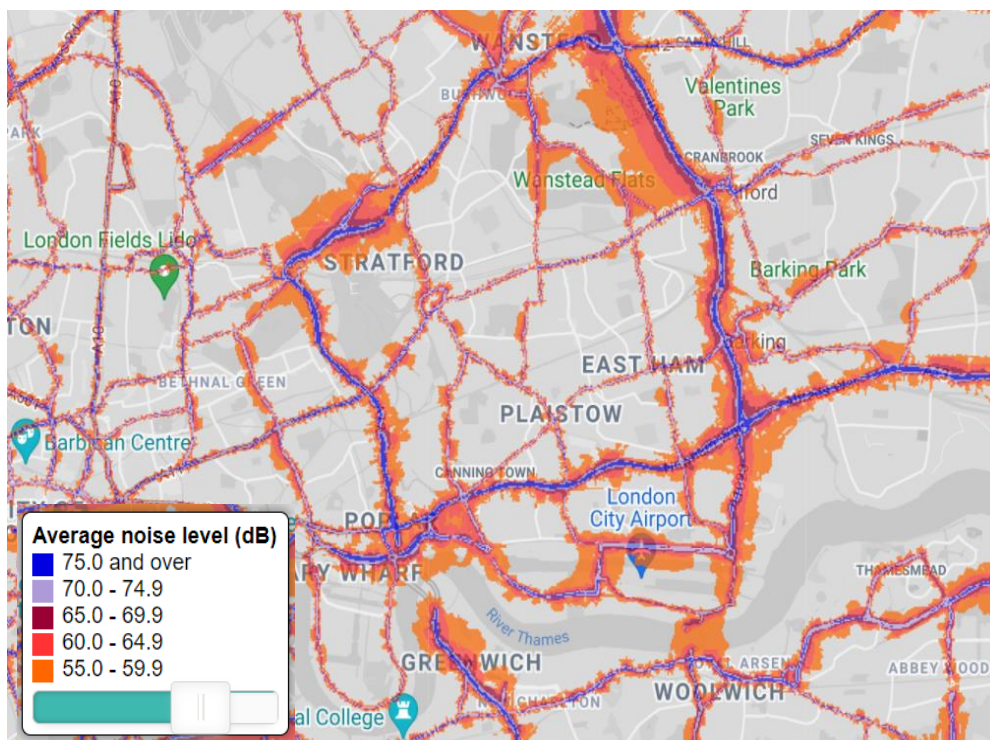 WANSTEAD
Valentines
Park
PARK
A10
SEVEN KINGS
CRANBROOK
Wanstead Flats
London Fields Lido
STRATFORD
Barking Park
TON
A10
EAST HAM
BETHNAL GREEN
PLAISTOW
Barbican Centre
CANNING TOWN
London
City Airport
POP
ARY WHARF
THAMESMEAD
River Thames
GREENWICH
ABBEY WOOD
WOOLWICH
al College
Average noise level (dB)
75.0 and over
70.0 - 74.9
65.0 - 69.9
60.0 - 64.9
55.0 - 59.9